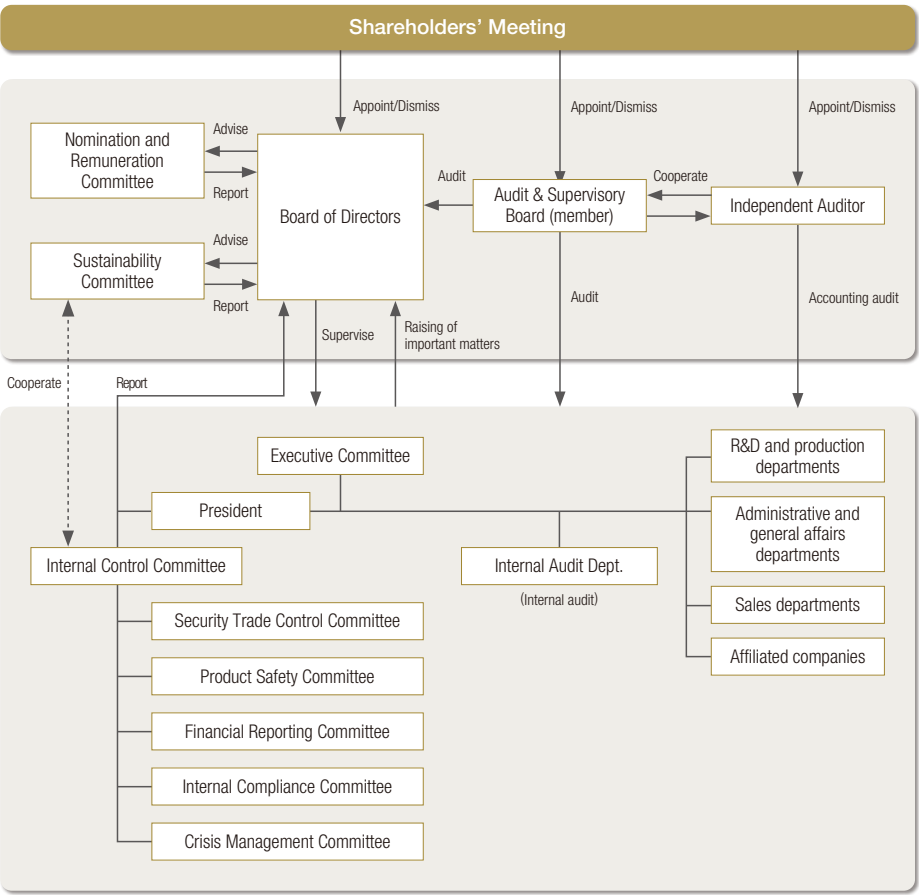 Shareholders' Meeting
Appoint/Dismiss
Appoint/Dismiss
Appoint/Dismiss
Nomination and
Remuneration
Committee
Advise
Report
Board of Directors
Audit
Audit & Supervisory
Board (member)
Cooperate
Independent Auditor
Sustainability
Committee
Advise
Report
Supervise
Raising of
important matters
Audit
Accounting audit
Cooperate
Report
Executive Committee
President
Internal Control Committee
Internal Audit Dept.
(Internal audit)
R&D and production
departments
Administrative and
general affairs
departments
Sales departments
Affiliated companies
Security Trade Control Committee
Product Safety Committee
Financial Reporting Committee
Internal Compliance Committee
Crisis Management Committee